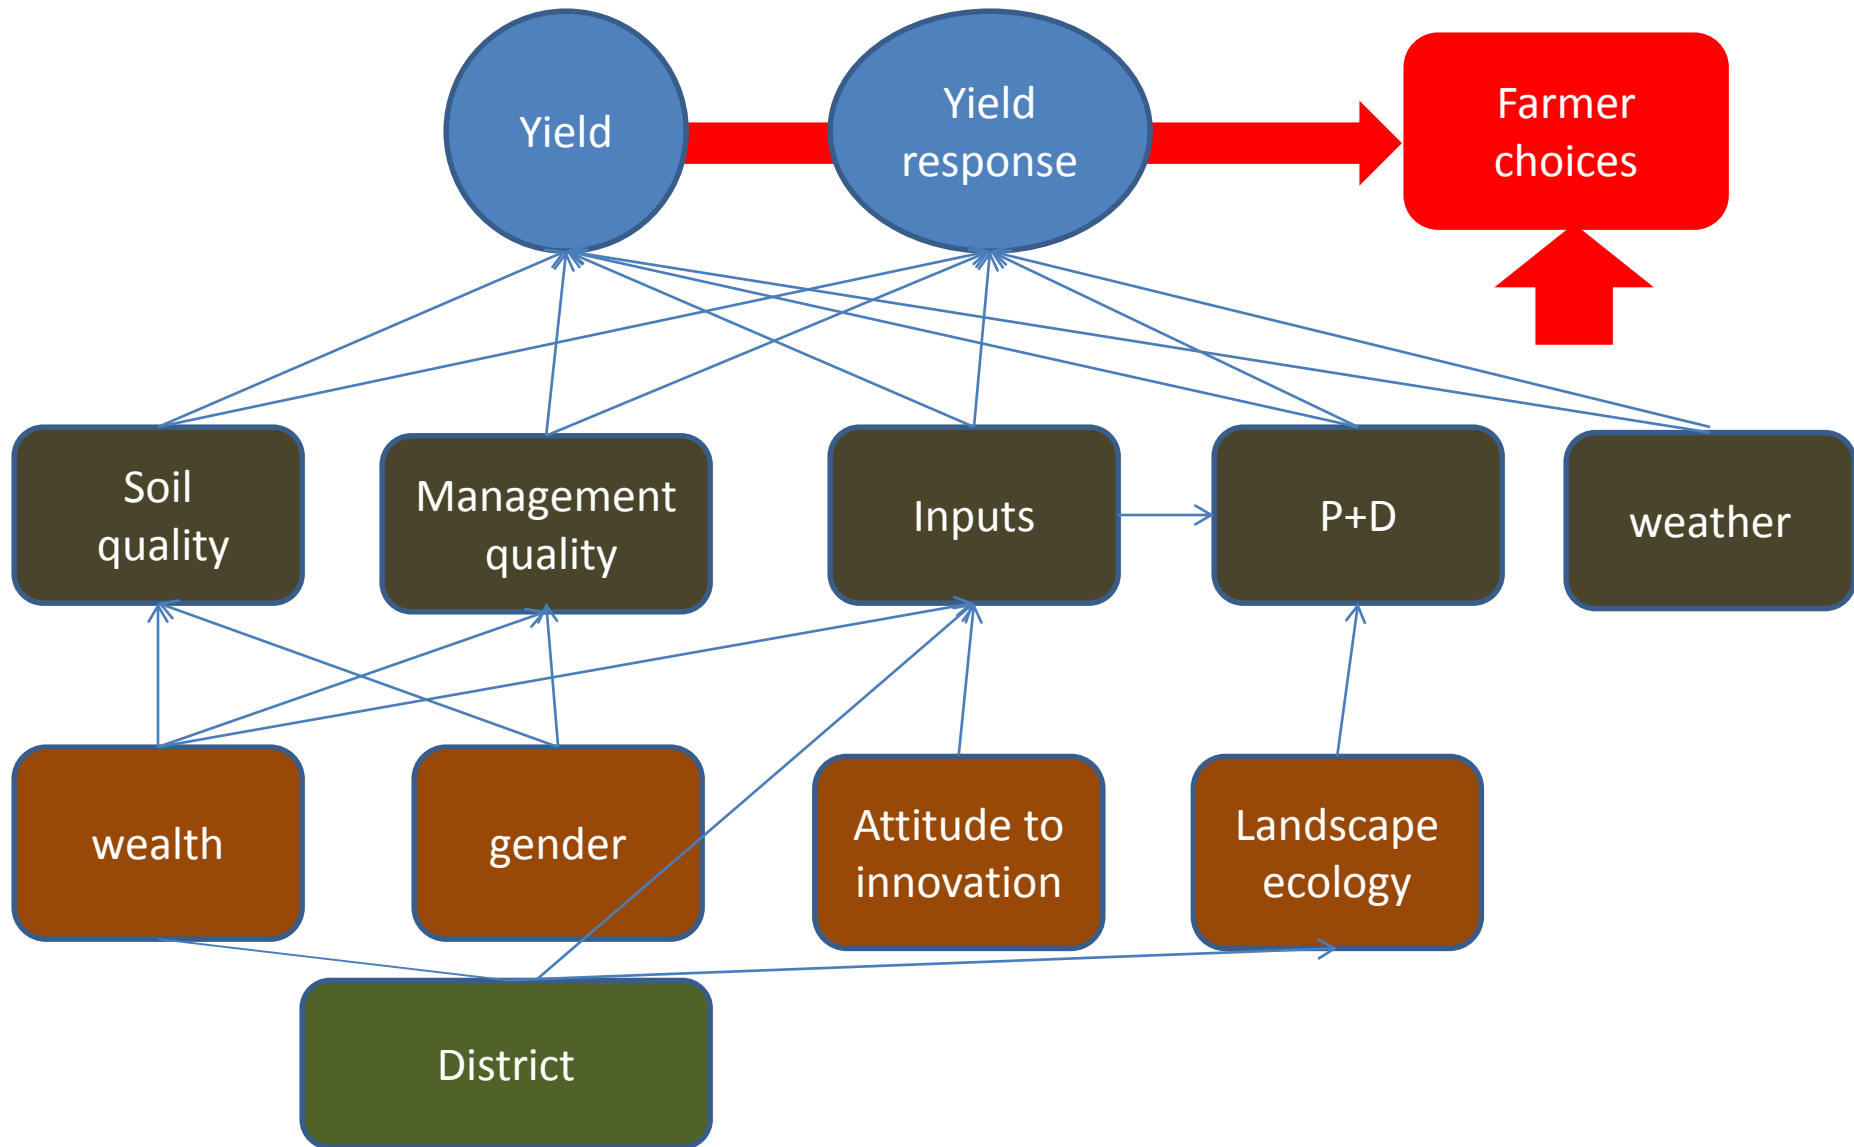 Yield
Yield
response
Farmer
choices
Soil
quality
Management
quality
Inputs
P+D
weather
wealth
gender
Attitude to
innovation
Landscape
ecology
District